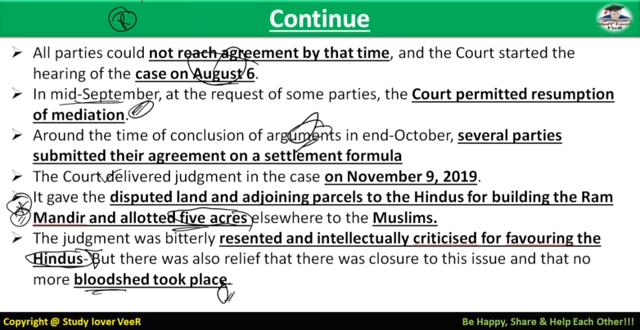 Continue
➢ All parties could not reach agreement by that time, and the Court started the
hearing of the case on August 6.
➢ In mid-September, at the request of some parties, the Court permitted resumption
of mediation.
➢ Around the time of conclusion of arguments in end-October, several parties
submitted their agreement on a settlement formula
➢ The Court delivered judgment in the case on November 9, 2019.
It gave the disputed land and adjoining parcels to the Hindus for building the Ram
Mandir and allotted five acres elsewhere to the Muslims.
➢ The judgment was bitterly resented and intellectually criticised for favouring the
Hindus- But there was also relief that there was closure to this issue and that no
more bloodshed took place.
Copyright @ Study lover VeeR
Be Happy, Share & Help Each Other!!!